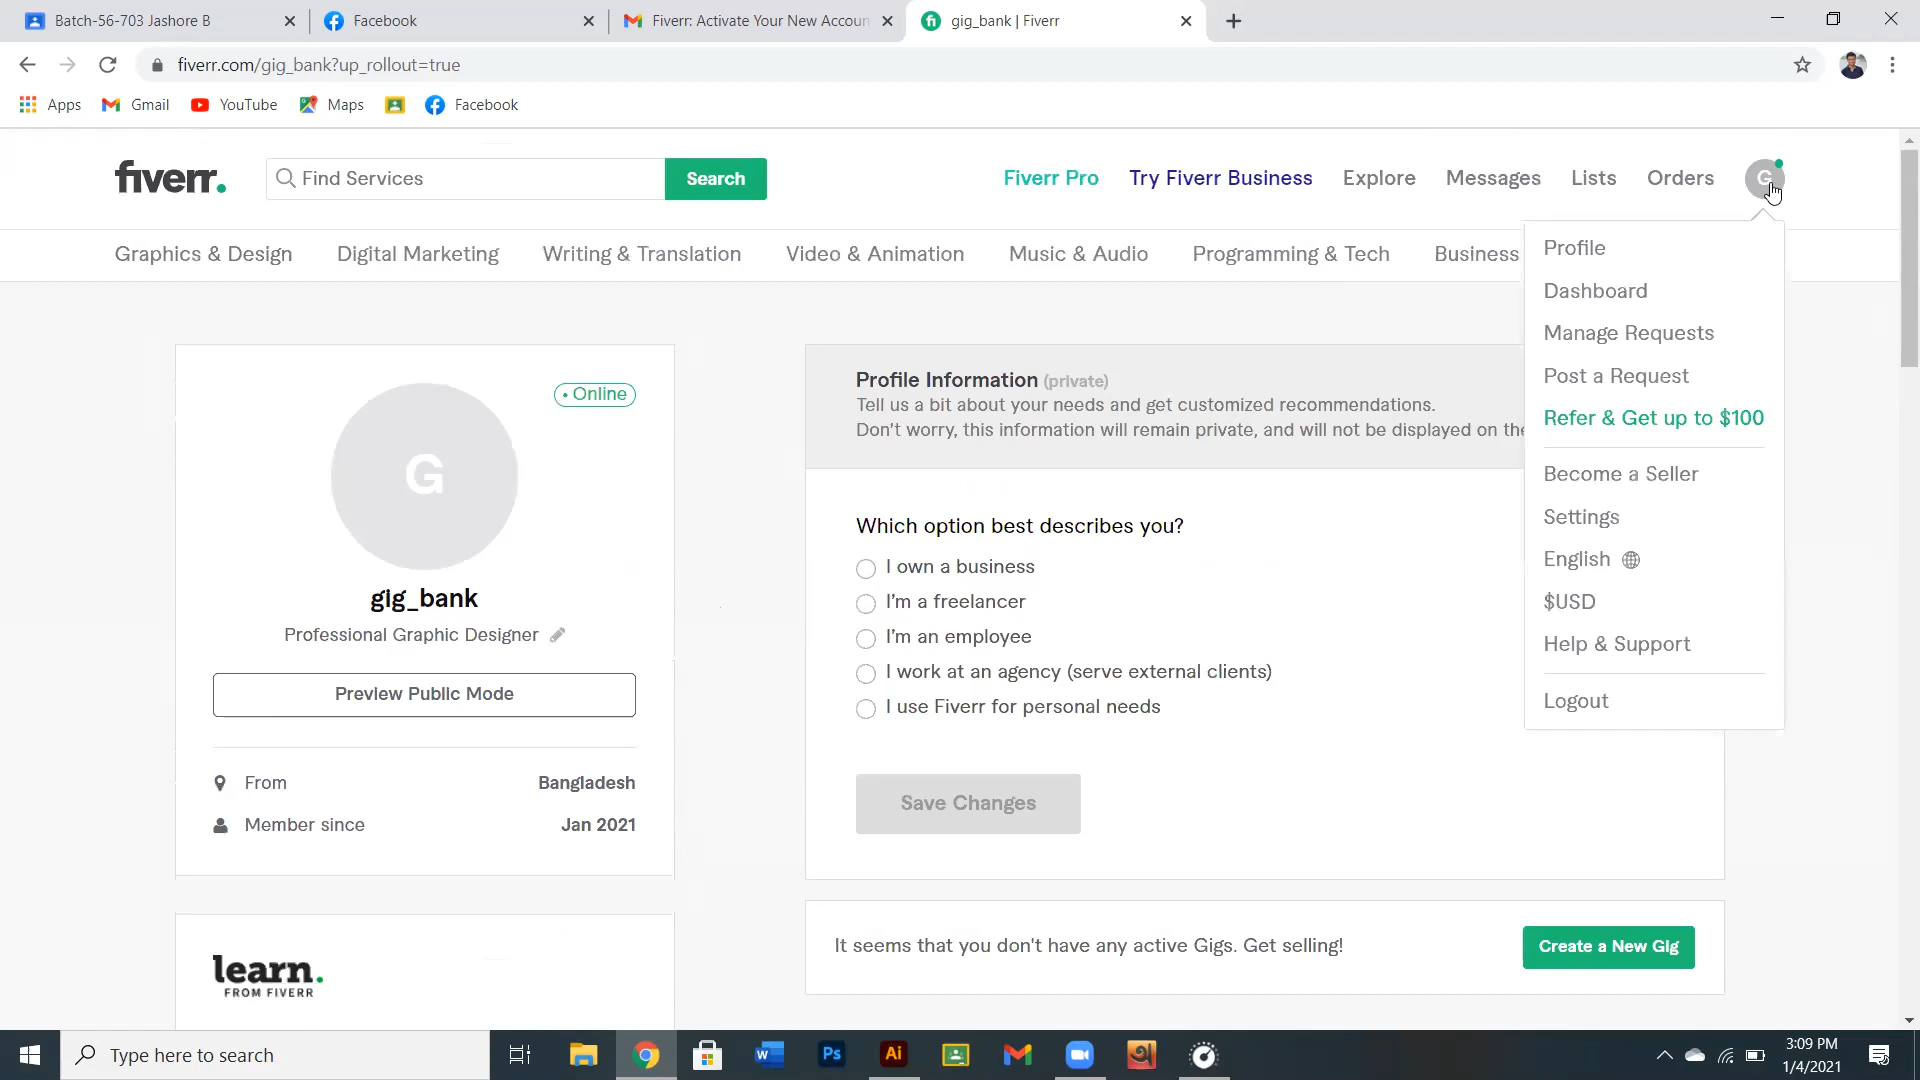 Batch-56-703 Jashore B
Facebook
Fiverr: Activate Your New Accoun
gig_bank | Fiverr
fiverr.com/gig_bank?up_rollout=true
Apps
Gmail
YouTube
Maps
Facebook
fiverr.
Find Services
Search
Fiverr Pro
Try Fiverr Business
Explore
Messages
Lists
Orders
G
Graphics & Design
Digital Marketing
Writing & Translation
Video & Animation
Music & Audio
Programming & Tech
Business
Profile
Dashboard
Manage Requests
Post a Request
Refer & Get up to $100
Become a Seller
Settings
English
$USD
Help & Support
Logout
• Online
G
gig_bank
Professional Graphic Designer
Preview Public Mode
From Bangladesh
Member since Jan 2021
learn.
FROM FIVERR
Profile Information (private)
Tell us a bit about your needs and get customized recommendations.
Don't worry, this information will remain private, and will not be displayed on the
Which option best describes you?
I own a business
I'm a freelancer
I'm an employee
I work at an agency (serve external clients)
I use Fiverr for personal needs
Save Changes
It seems that you don't have any active Gigs. Get selling!
Create a New Gig
Type here to search
Ps
Ai
3:09 PM
1/4/2021